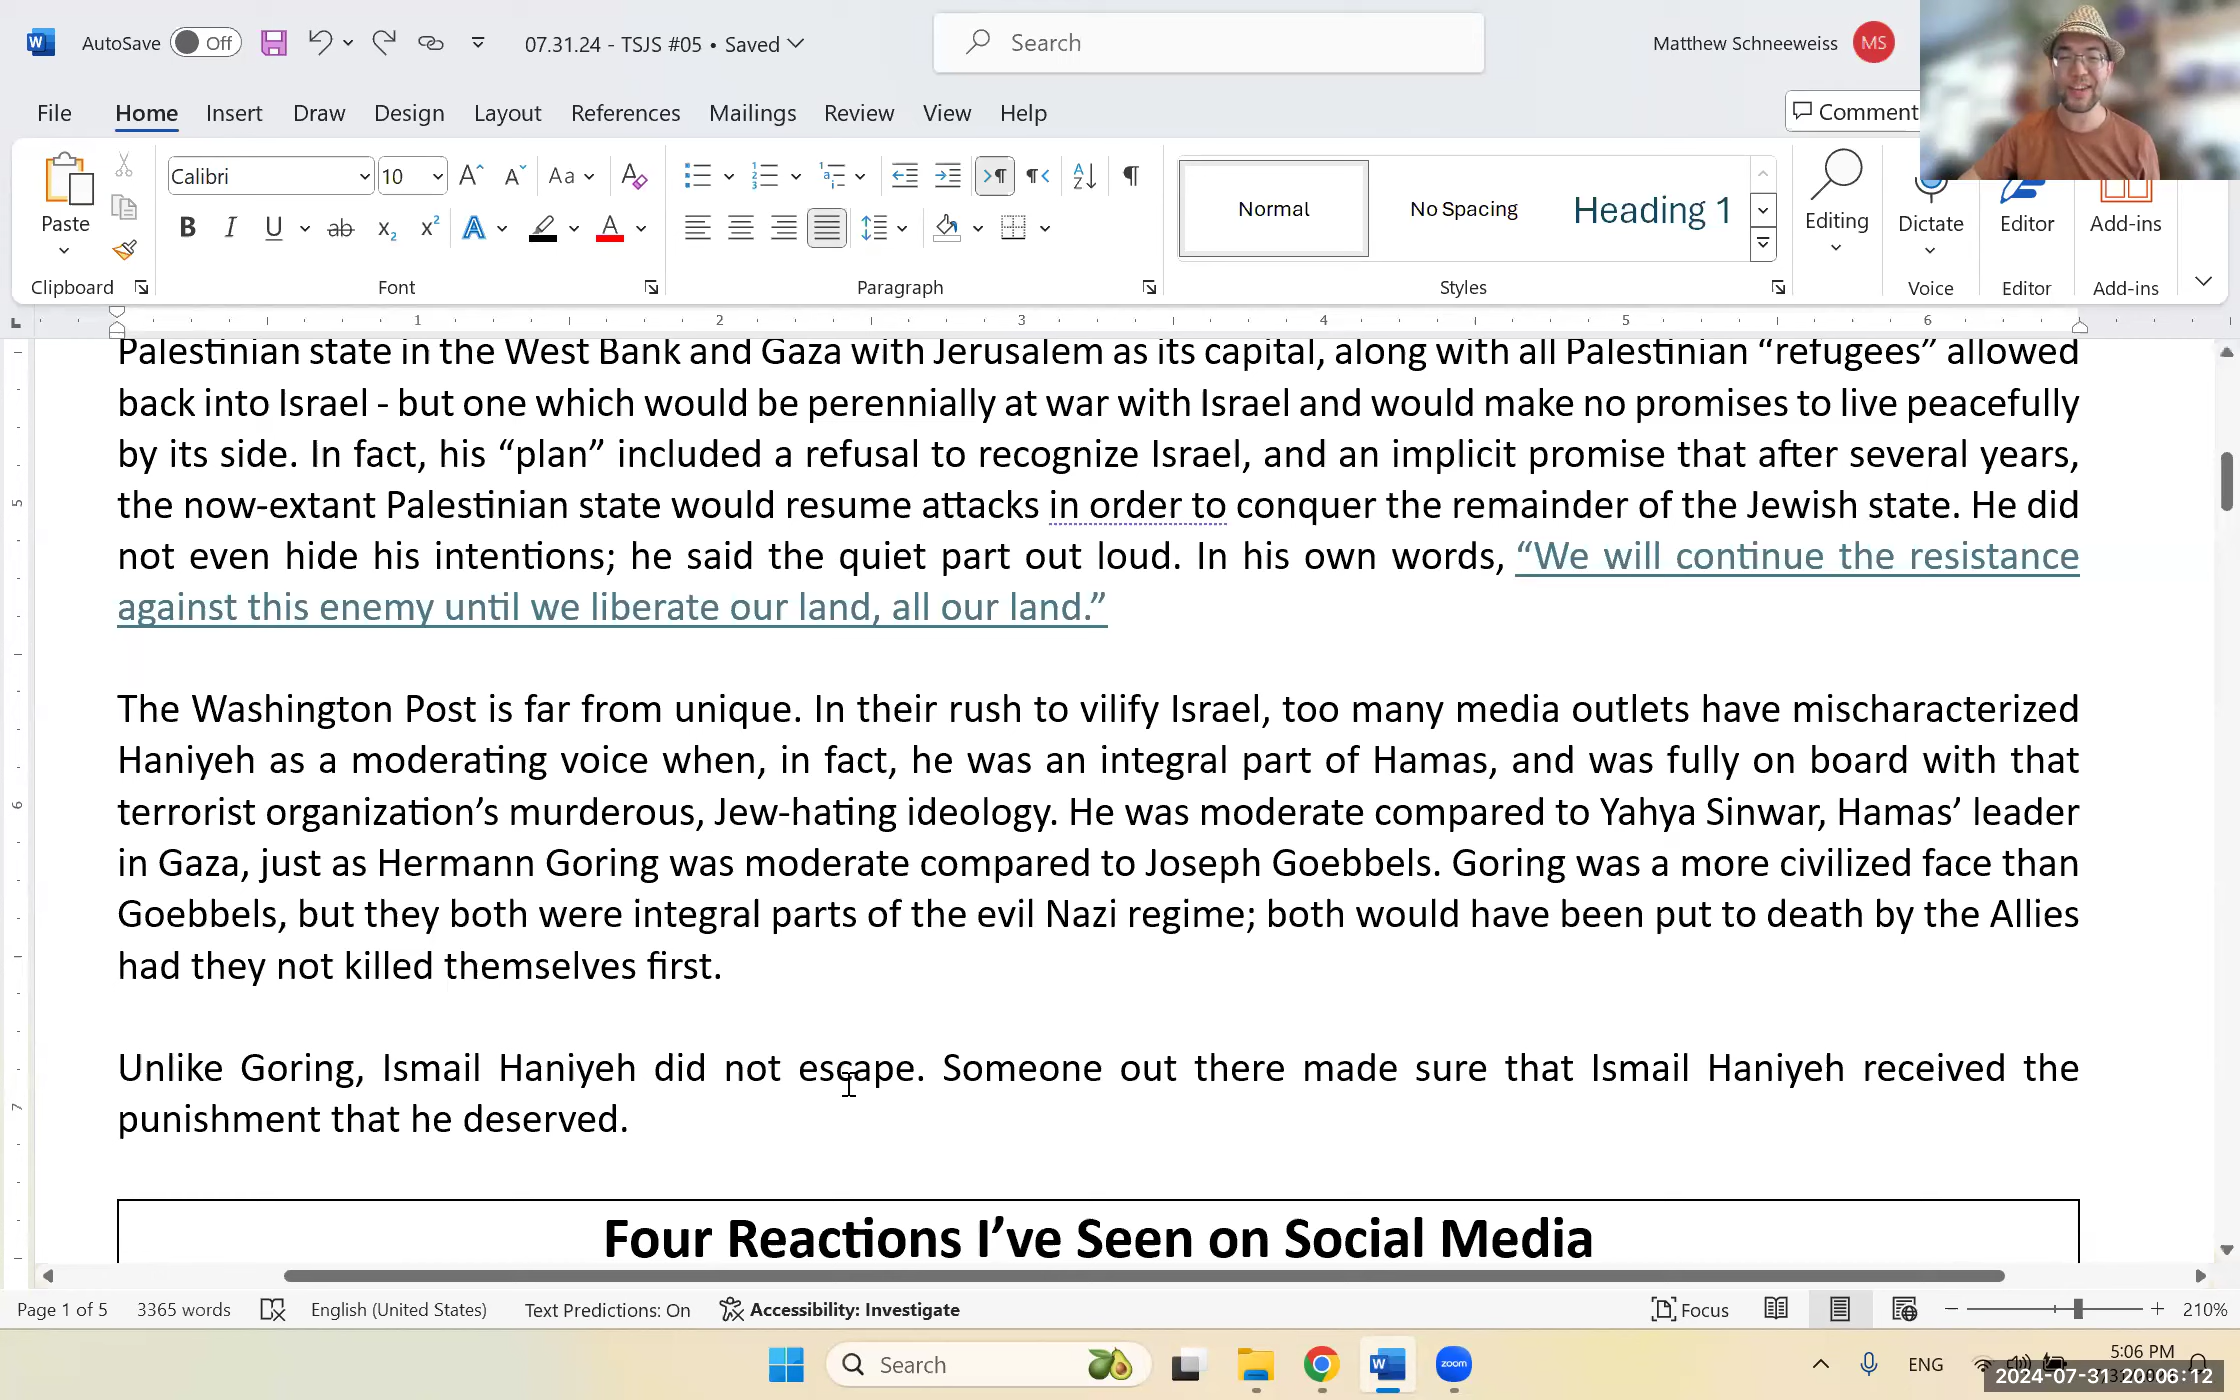 AutoSave Off 07.31.24 - TSJS #05 • Saved Search Matthew Schneeweiss MS
File Home Insert Draw Design Layout References Mailings Review View Help Comment
Paste Calibri 10 Normal No Spacing Heading 1 Editing Dictate Editor Add-ins
Clipboard Font Paragraph Styles Voice Editor Add-ins
1 2 3 4 5 6
Palestinian state in the West Bank and Gaza with Jerusalem as its capital, along with all Palestinian “refugees” allowed
back into Israel - but one which would be perennially at war with Israel and would make no promises to live peacefully
by its side. In fact, his “plan” included a refusal to recognize Israel, and an implicit promise that after several years,
the now-extant Palestinian state would resume attacks in order to conquer the remainder of the Jewish state. He did
not even hide his intentions; he said the quiet part out loud. In his own words, “We will continue the resistance
against this enemy until we liberate our land, all our land.”
The Washington Post is far from unique. In their rush to vilify Israel, too many media outlets have mischaracterized
Haniyeh as a moderating voice when, in fact, he was an integral part of Hamas, and was fully on board with that
terrorist organization’s murderous, Jew-hating ideology. He was moderate compared to Yahya Sinwar, Hamas’ leader
in Gaza, just as Hermann Goring was moderate compared to Joseph Goebbels. Goring was a more civilized face than
Goebbels, but they both were integral parts of the evil Nazi regime; both would have been put to death by the Allies
had they not killed themselves first.
Unlike Goring, Ismail Haniyeh did not escape. Someone out there made sure that Ismail Haniyeh received the
punishment that he deserved.
Four Reactions I’ve Seen on Social Media
Page 1 of 5 3365 words English (United States) Text Predictions: On Accessibility: Investigate Focus 210%
Search zoom ENG 5:06 PM
2024-07-31 20:06:12